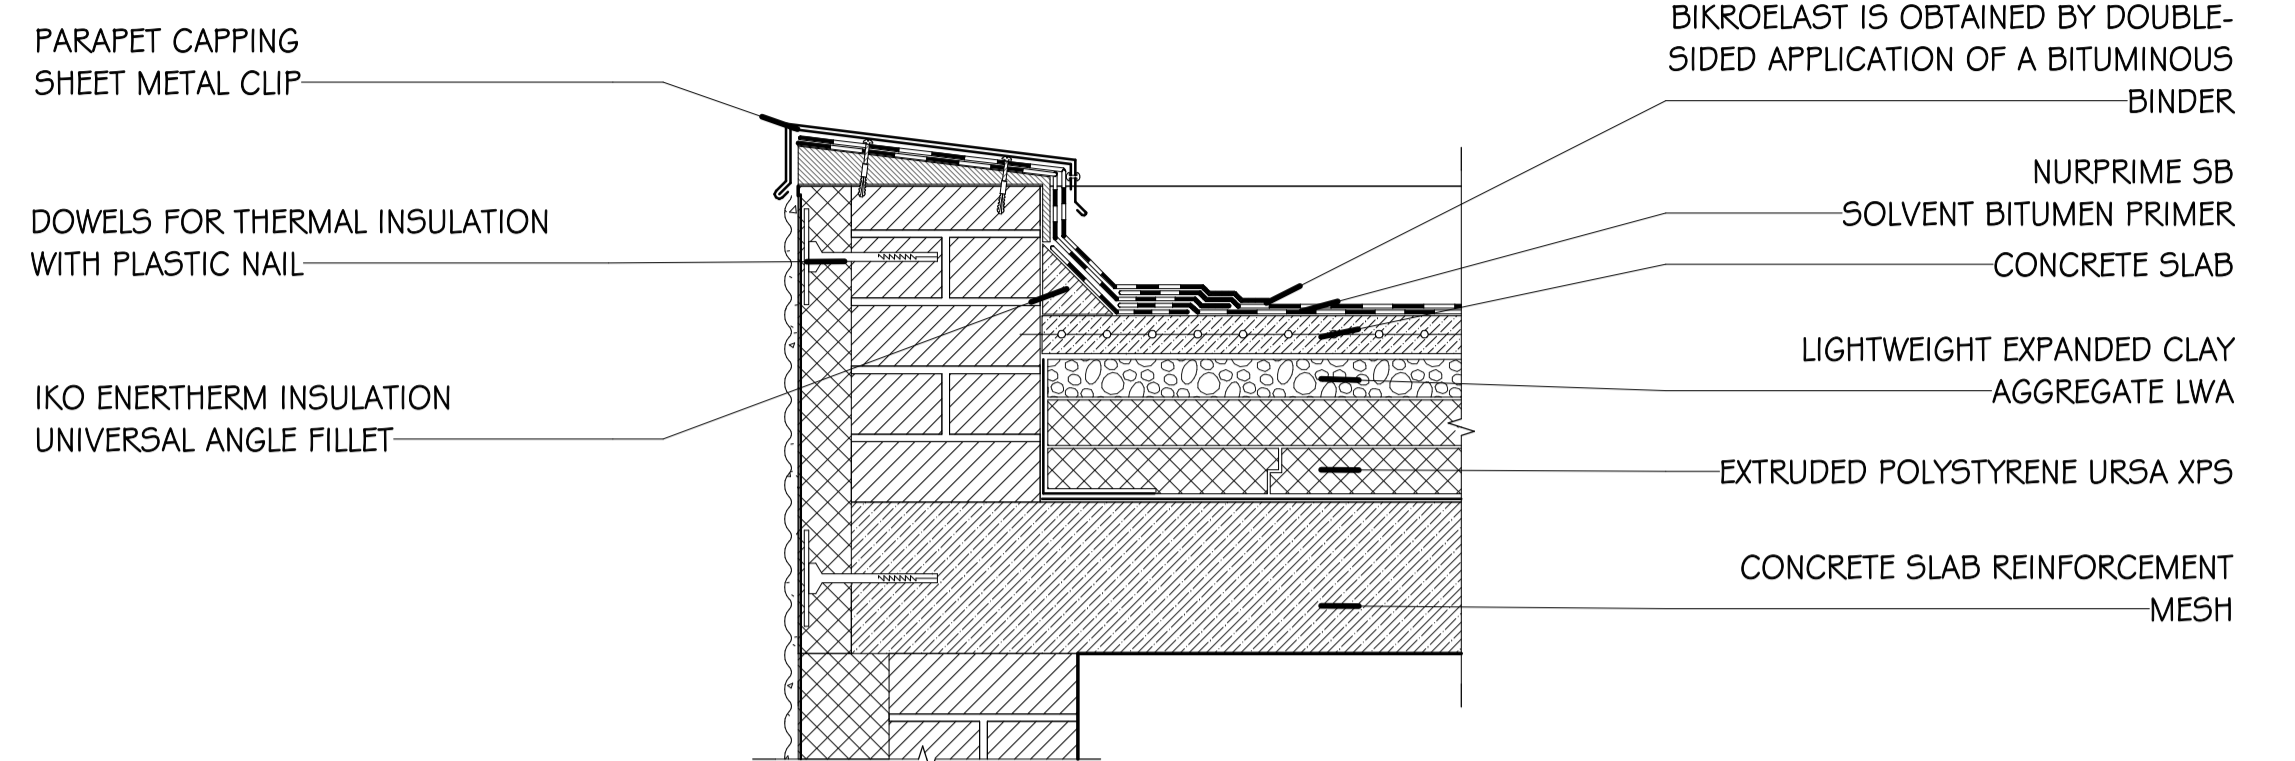 PARAPET CAPPING
SHEET METAL CLIP
DOWELS FOR THERMAL INSULATION
WITH PLASTIC NAIL
IKO ENERTHERM INSULATION
UNIVERSAL ANGLE FILLET
BIKROELAST IS OBTAINED BY DOUBLE-
SIDED APPLICATION OF A BITUMINOUS
BINDER
NURPRIME SB
SOLVENT BITUMEN PRIMER
CONCRETE SLAB
LIGHTWEIGHT EXPANDED CLAY
AGGREGATE LWA
EXTRUDED POLYSTYRENE URSA XPS
CONCRETE SLAB REINFORCEMENT
MESH